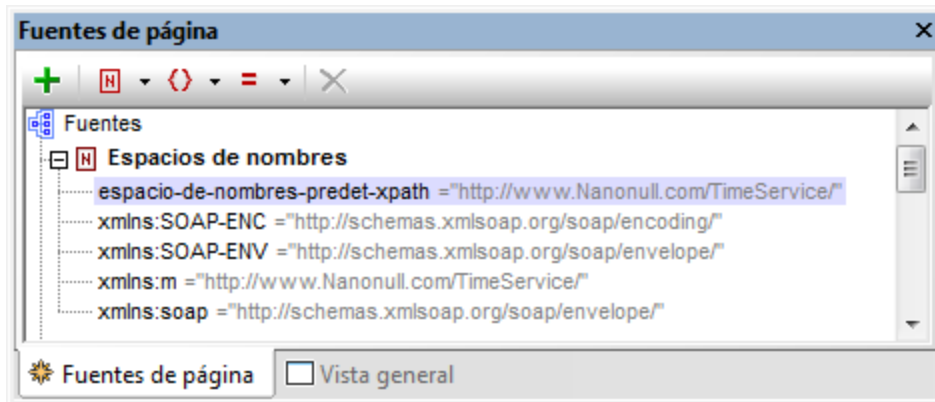 Fuentes de página
Fuentes
Espacios de nombres
espacio-de-nombres-predet-xpath ="http://www.Nanonull.com/TimeService/"
xmlns:SOAP-ENC ="http://schemas.xmlsoap.org/soap/encoding/"
xmlns:SOAP-ENV ="http://schemas.xmlsoap.org/soap/envelope/"
xmlns:m ="http://www.Nanonull.com/TimeService/"
xmlns:soap ="http://schemas.xmlsoap.org/soap/envelope/"
Fuentes de página Vista general